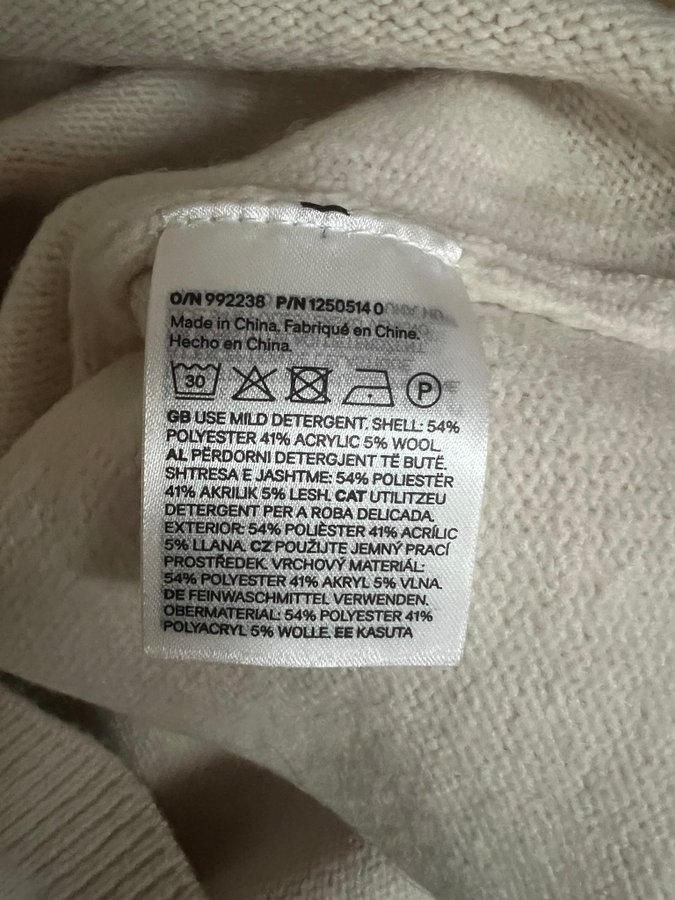 O/N 992238 P/N 1250514 0
Made in China. Fabriqué en Chine.
Hecho en China.
30 P
GB USE MILD DETERGENT. SHELL: 54%
POLYESTER 41% ACRYLIC 5% WOOL.
AL PËRDORNI DETERGJENT TË BUTË.
SHTRESA E JASHTME: 54% POLIESTËR
41% AKRILIK 5% LESH. CAT UTILITZEU
DETERGENT PER A ROBA DELICADA.
EXTERIOR: 54% POLIÈSTER 41% ACRÍLIC
5% LLANA. CZ POUŽIJTE JEMNÝ PRACÍ
PROSTŘEDEK. VRCHOVÝ MATERIÁL:
54% POLYESTER 41% AKRYL 5% VLNA.
DE FEINWASCHMITTEL VERWENDEN.
OBERMATERIAL: 54% POLYESTER 41%
POLYACRYL 5% WOLLE. EE KASUTA